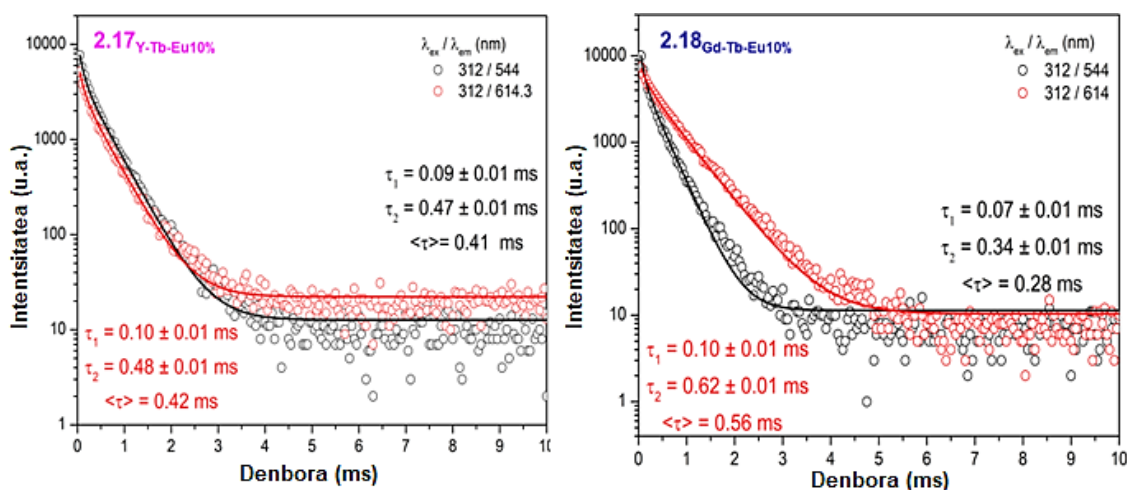 2.17Y-Tb-Eu10%
λex / λem (nm)
312 / 544
312 / 614.3
τ1 = 0.09 ± 0.01 ms
τ2 = 0.47 ± 0.01 ms
<τ>= 0.41 ms
τ1 = 0.10 ± 0.01 ms
τ2 = 0.48 ± 0.01 ms
<τ> = 0.42 ms
Intentsitatea (u.a.)
10000
1000
100
10
1
0 1 2 3 4 5 6 7 8 9 10
Denbora (ms)
2.18Gd-Tb-Eu10%
λex / λem (nm)
312 / 544
312 / 614
τ1 = 0.07 ± 0.01 ms
τ2 = 0.34 ± 0.01 ms
<τ> = 0.28 ms
τ1 = 0.10 ± 0.01 ms
τ2 = 0.62 ± 0.01 ms
<τ> = 0.56 ms
Intentsitatea (u.a.)
10000
1000
100
10
1
0 1 2 3 4 5 6 7 8 9 10
Denbora (ms)